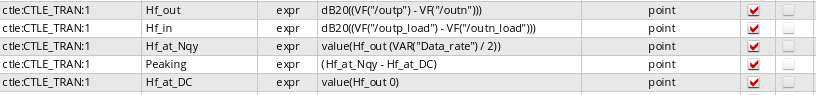 ctle:CTLE_TRAN:1 Hf_out expr dB20((VF("/outp") - VF("/outn"))) point
ctle:CTLE_TRAN:1 Hf_in expr dB20((VF("/outp_load") - VF("/outn_load"))) point
ctle:CTLE_TRAN:1 Hf_at_Nqy expr value(Hf_out (VAR("Data_rate") / 2)) point
ctle:CTLE_TRAN:1 Peaking expr (Hf_at_Nqy - Hf_at_DC) point
ctle:CTLE_TRAN:1 Hf_at_DC expr value(Hf_out 0) point